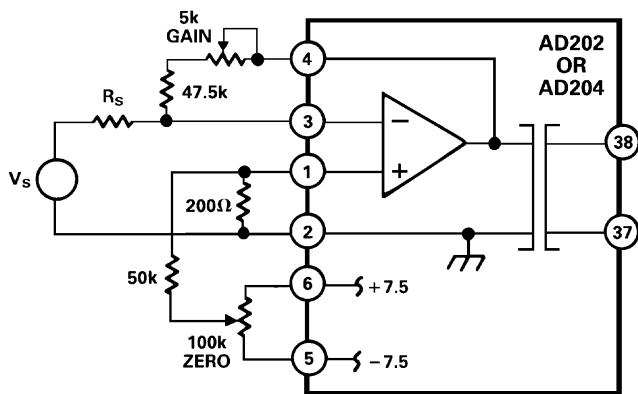 5k
GAIN
4
AD202
OR
AD204
47.5k
RS
3
−
38
1
+
VS
200Ω
2
37
50k
6
+7.5
100k
ZERO
5
−7.5